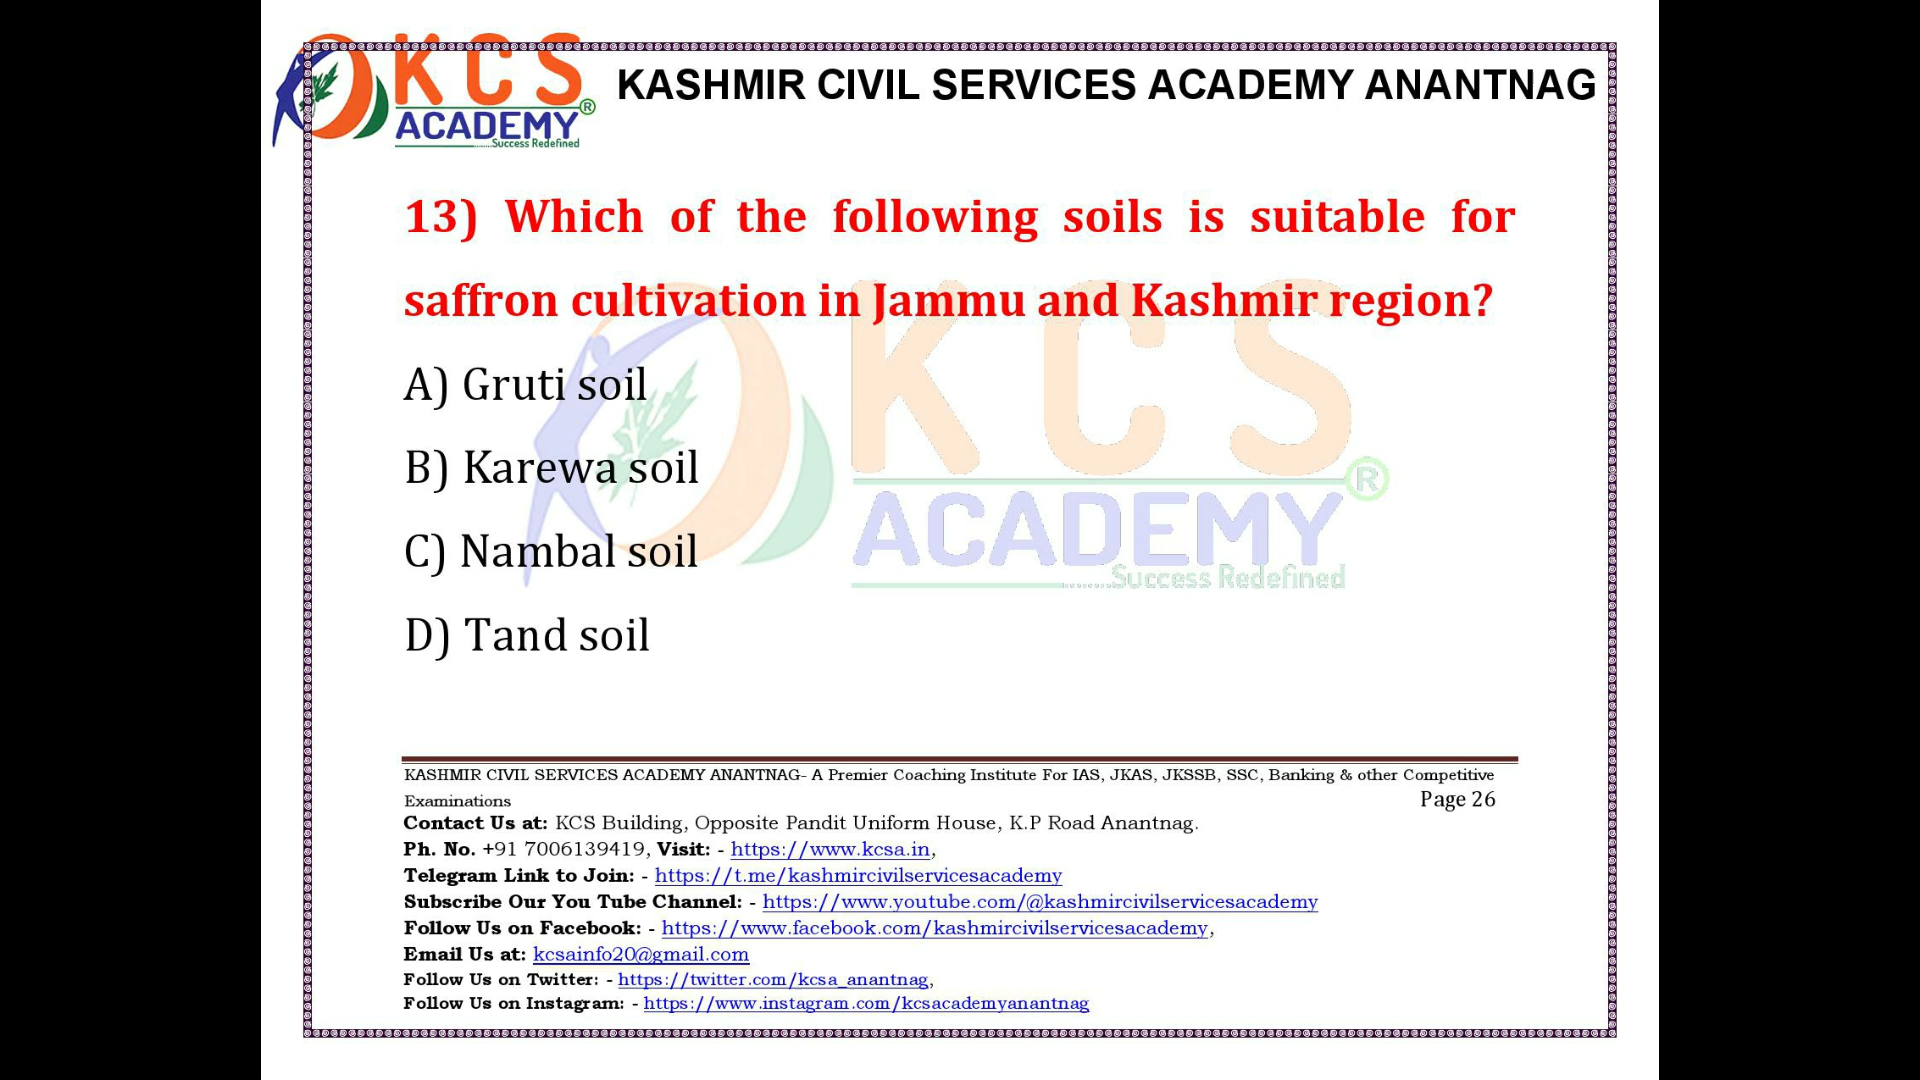 KCS
ACADEMY®
........Success Redefined
KASHMIR CIVIL SERVICES ACADEMY ANANTNAG
13) Which of the following soils is suitable for
saffron cultivation in Jammu and Kashmir region?
A) Gruti soil
B) Karewa soil
C) Nambal soil
D) Tand soil
KCS
ACADEMY®
........Success Redefined
KASHMIR CIVIL SERVICES ACADEMY ANANTNAG- A Premier Coaching Institute For IAS, JKAS, JKSSB, SSC, Banking & other Competitive
Examinations Page 26
Contact Us at: KCS Building, Opposite Pandit Uniform House, K.P Road Anantnag.
Ph. No. +91 7006139419, Visit: - https://www.kcsa.in,
Telegram Link to Join: - https://t.me/kashmircivilservicesacademy
Subscribe Our You Tube Channel: - https://www.youtube.com/@kashmircivilservicesacademy
Follow Us on Facebook: - https://www.facebook.com/kashmircivilservicesacademy,
Email Us at: kcsainfo20@gmail.com
Follow Us on Twitter: - https://twitter.com/kcsa_anantnag,
Follow Us on Instagram: - https://www.instagram.com/kcsacademyanantnag